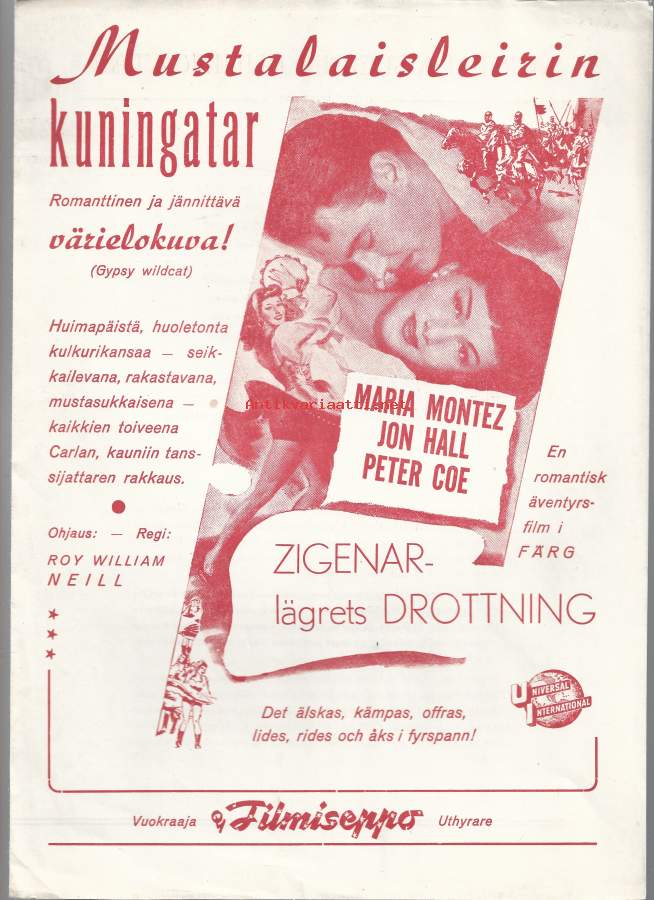 Mustalaisleirin
kuningatar
Romanttinen ja jännittävä
värielokuva!
(Gypsy wildcat)
Huimapäistä, huoletonta
kulkurikansaa — seik-
kailevana, rakastavana,
mustasukkaisena —
kaikkien toiveena
Carlan, kauniin tans-
sijattaren rakkaus.
Ohjaus: — Regi:
ROY WILLIAM
NEILL
Antikvariaatti.net
MARIA MONTEZ
JON HALL
PETER COE
En
romantisk
äventyrs-
film i
FÄRG
ZIGENAR-
lägrets DROTTNING
Det älskas, kämpas, offras,
lides, rides och åks i fyrspann!
UNIVERSAL
INTERNATIONAL
Vuokraaja Filmiseppo Uthyrare